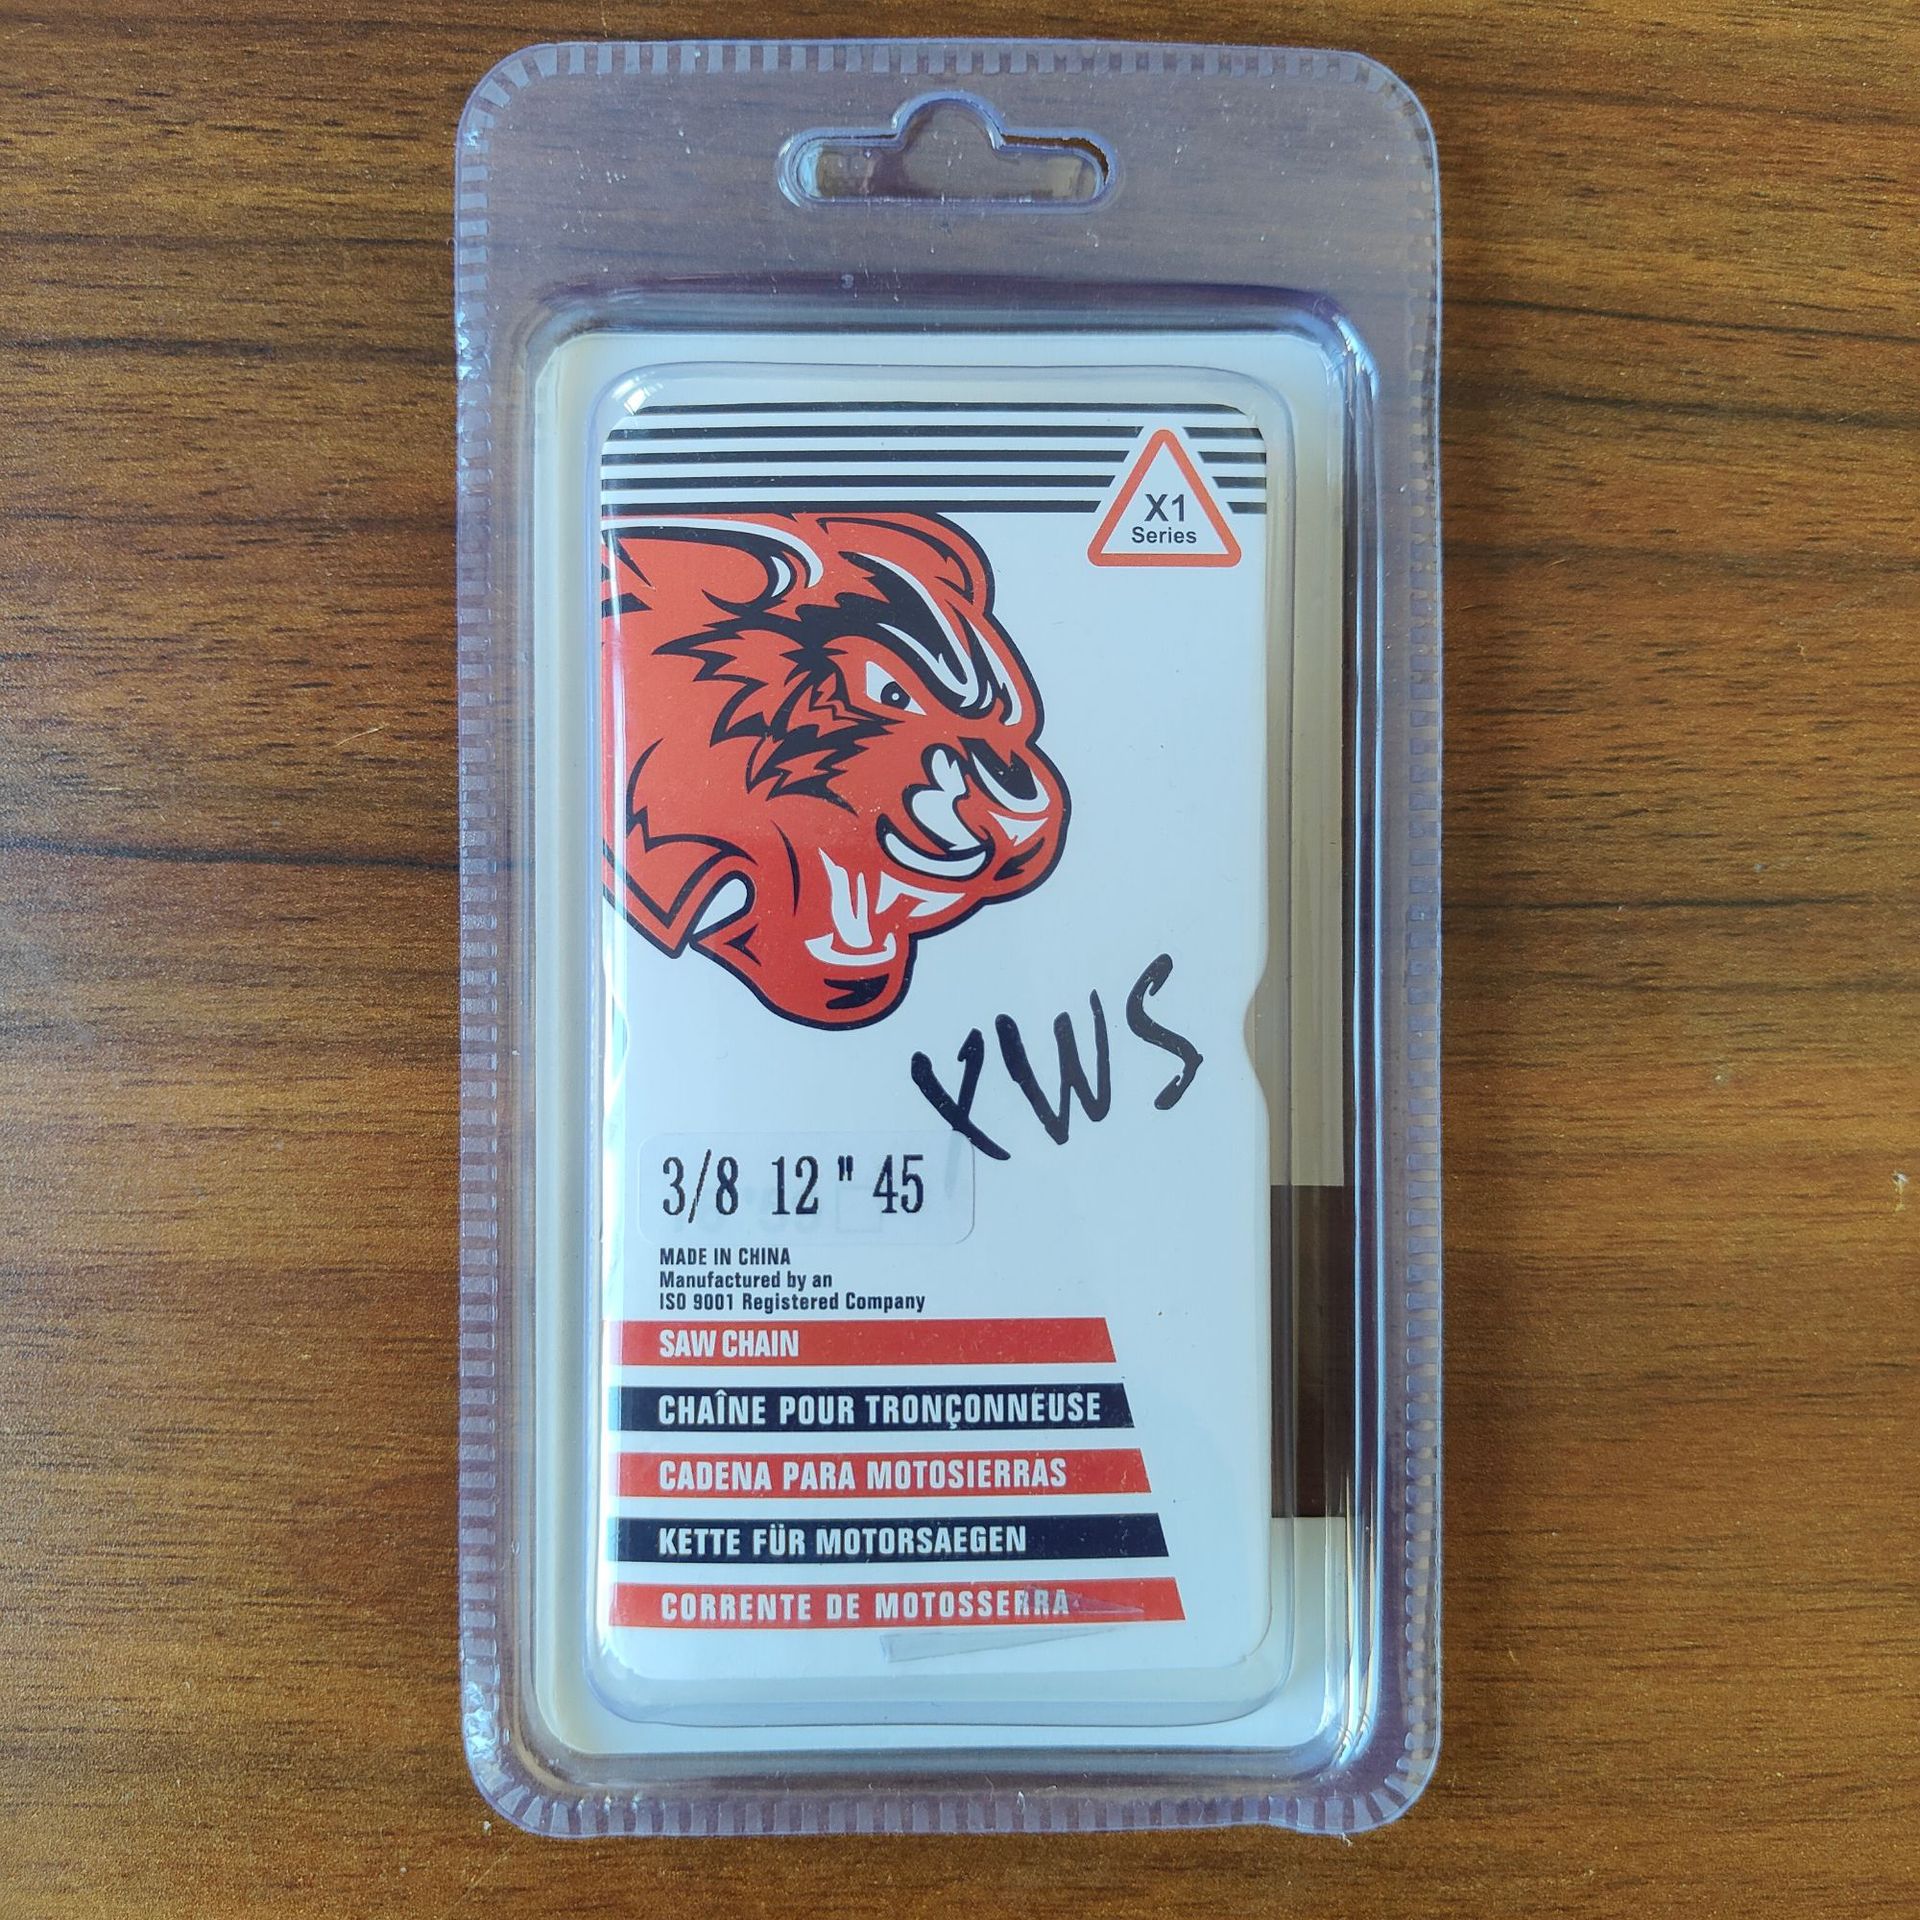 X1
Series
YWS
3/8 12 " 45
MADE IN CHINA
Manufactured by an
ISO 9001 Registered Company
SAW CHAIN
CHAÎNE POUR TRONÇONNEUSE
CADENA PARA MOTOSIERRAS
KETTE FÜR MOTORSAEGEN
CORRENTE DE MOTOSSERRA